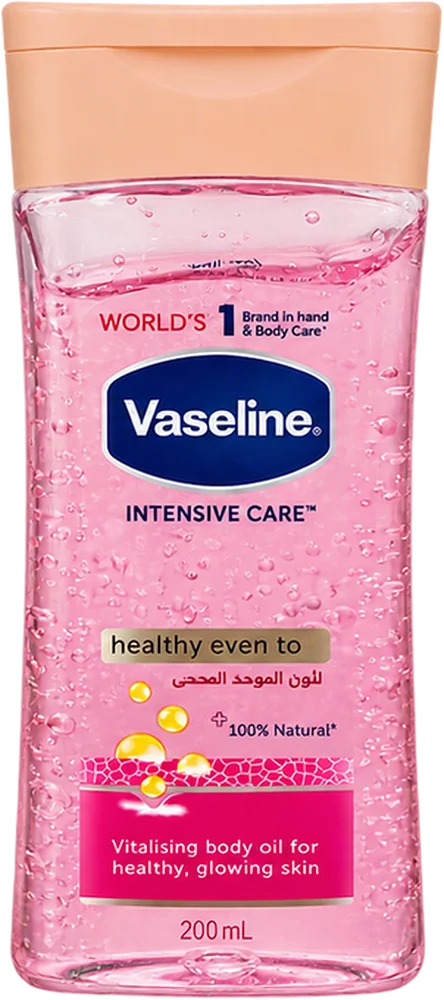 WORLD'S 1 Brand in hand
& Body Care*
Vaseline®
INTENSIVE CARE™
healthy even to
للون الموحد الصحي
+100% Natural*
Vitalising body oil for
healthy, glowing skin
200 mL